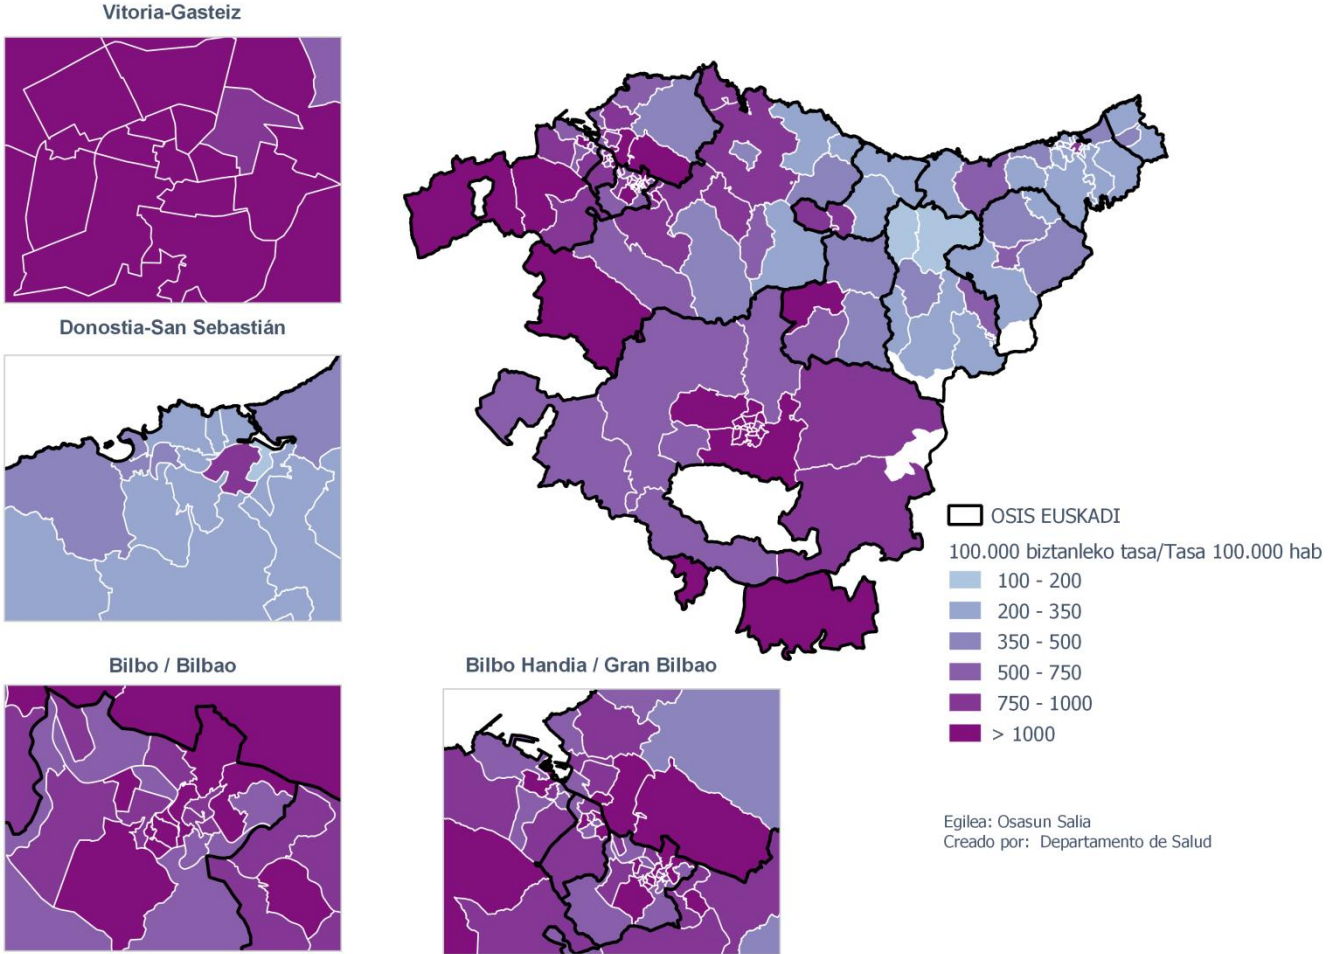 Vitoria-Gasteiz
Donostia-San Sebastián
Bilbo / Bilbao
Bilbo Handia / Gran Bilbao
OSIS EUSKADI
100.000 biztanleko tasa/Tasa 100.000 hab
100 - 200
200 - 350
350 - 500
500 - 750
750 - 1000
> 1000
Egilea: Osasun Salia
Creado por: Departamento de Salud